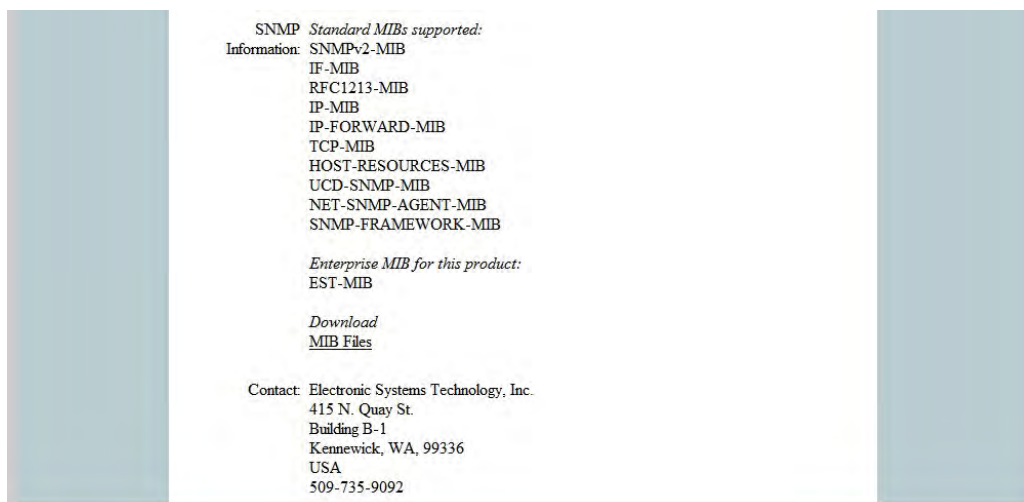 SNMP Standard MIBs supported:
Information: SNMPv2-MIB
IF-MIB
RFC1213-MIB
IP-MIB
IP-FORWARD-MIB
TCP-MIB
HOST-RESOURCES-MIB
UCD-SNMP-MIB
NET-SNMP-AGENT-MIB
SNMP-FRAMEWORK-MIB
Enterprise MIB for this product:
EST-MIB
Download
MIB Files
Contact: Electronic Systems Technology, Inc.
415 N. Quay St.
Building B-1
Kennewick, WA, 99336
USA
509-735-9092